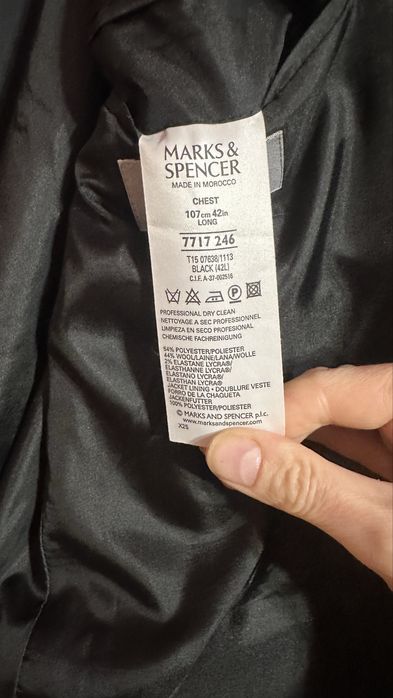 MARKS &
SPENCER
MADE IN MOROCCO
CHEST
107cm 42in
LONG
7717 246
T15 07638/1113
BLACK (42L)
C.I.F. A-37-002516
P
PROFESSIONAL DRY CLEAN
NETTOYAGE A SEC PROFESSIONNEL
LIMPIEZA EN SECO PROFESIONAL
CHEMISCHE FACHREINIGUNG
54% POLYESTER/POLIESTER
44% WOOL/LAINE/LANA/WOLLE
2% ELASTANE LYCRA®/
ELASTHANNE LYCRA®/
ELASTANO LYCRA®/
ELASTHAN LYCRA®
JACKET LINING • DOUBLURE VESTE
FORRO DE LA CHAQUETA
JACKENFUTTER
100% POLYESTER/POLIESTER
© MARKS AND SPENCER p.l.c.
www.marksandspencer.com
X25